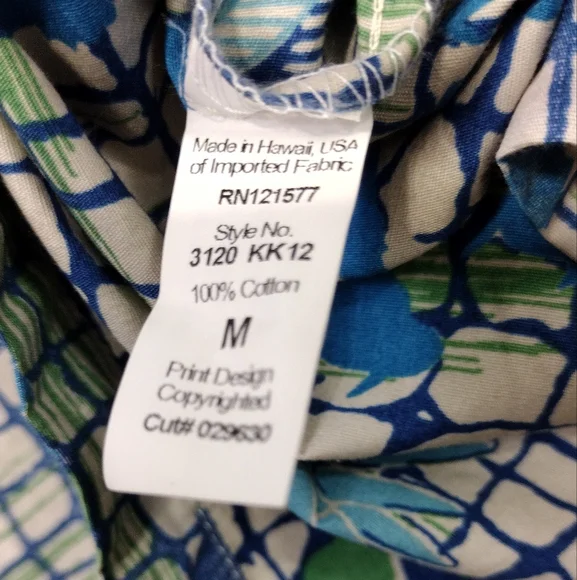 Made in Hawaii, USA
of Imported Fabric
RN121577
Style No.
3120 KK12
100% Cotton
M
Print Design
Copyrighted
Cut# 029630